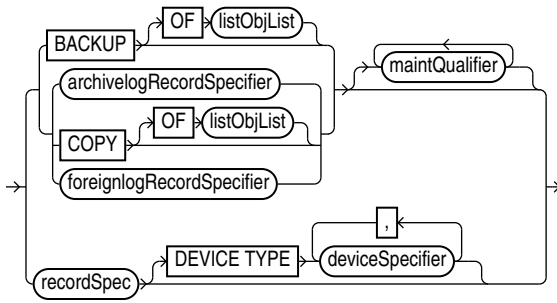 OF listObjList
BACKUP
maintQualifier
archivelogRecordSpecifier
OF listObjList
COPY
foreignlogRecordSpecifier
,
DEVICE TYPE deviceSpecifier
recordSpec